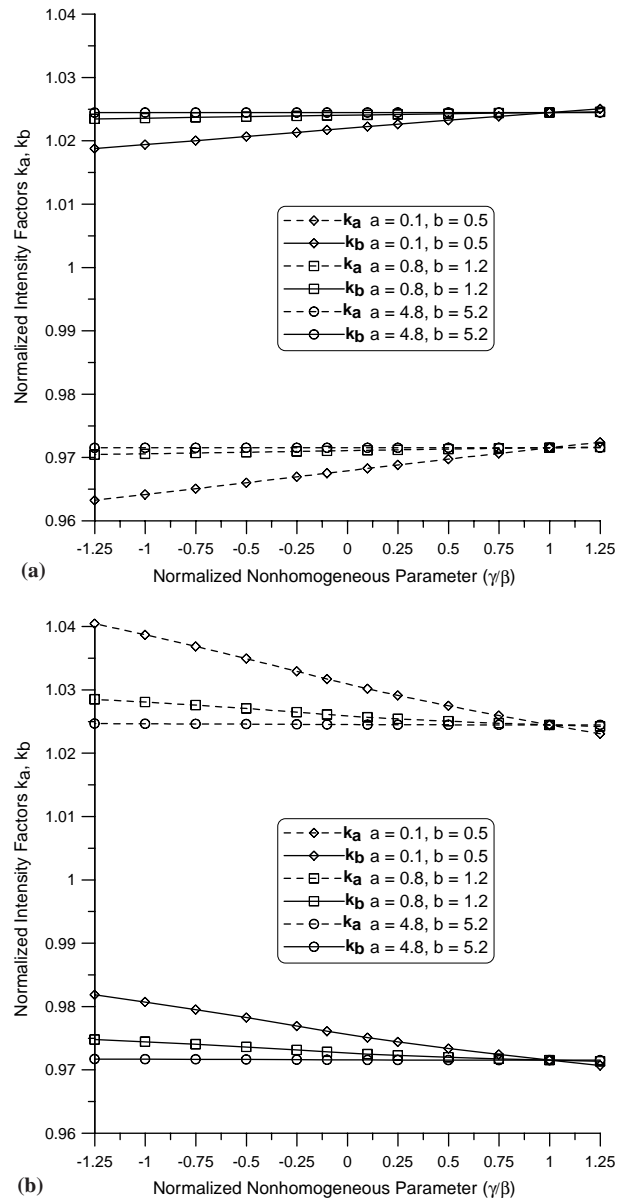 1.04
1.03
1.02
1.01
1
0.99
0.98
0.97
0.96
Normalized Intensity Factors ka, kb
ka a = 0.1, b = 0.5
kb a = 0.1, b = 0.5
ka a = 0.8, b = 1.2
kb a = 0.8, b = 1.2
ka a = 4.8, b = 5.2
kb a = 4.8, b = 5.2
-1.25 -1 -0.75 -0.5 -0.25 0 0.25 0.5 0.75 1 1.25
(a) Normalized Nonhomogeneous Parameter (γ/β)
1.04
1.03
1.02
1.01
1
0.99
0.98
0.97
0.96
Normalized Intensity Factors ka, kb
ka a = 0.1, b = 0.5
kb a = 0.1, b = 0.5
ka a = 0.8, b = 1.2
kb a = 0.8, b = 1.2
ka a = 4.8, b = 5.2
kb a = 4.8, b = 5.2
-1.25 -1 -0.75 -0.5 -0.25 0 0.25 0.5 0.75 1 1.25
(b) Normalized Nonhomogeneous Parameter (γ/β)